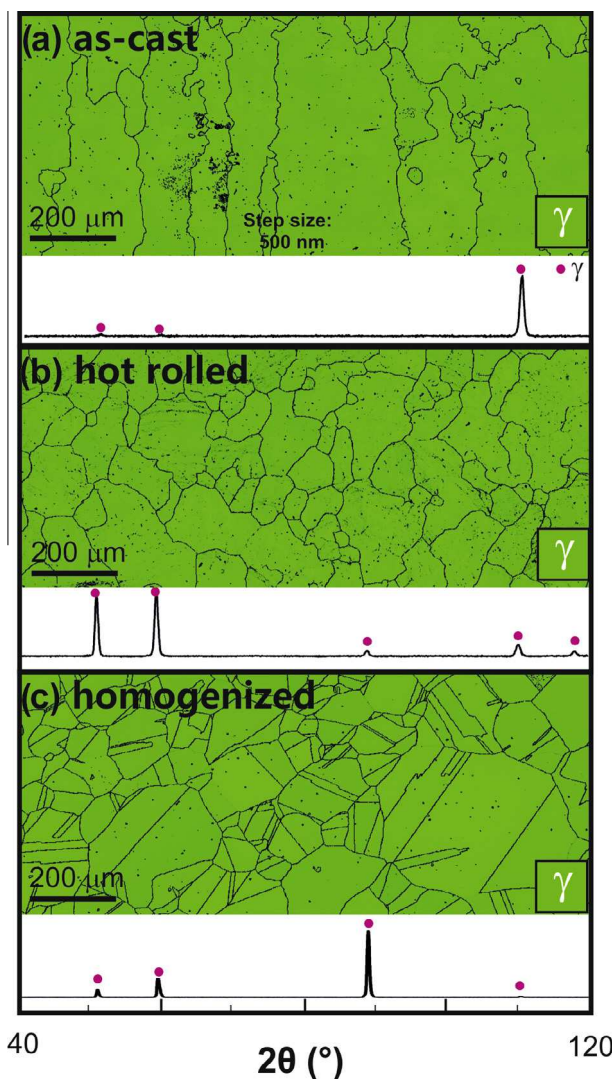 (a) as-cast
200 μm
Step size:
500 nm
γ
γ
(b) hot rolled
200 μm
γ
(c) homogenized
200 μm
γ
40
120
2θ (°)